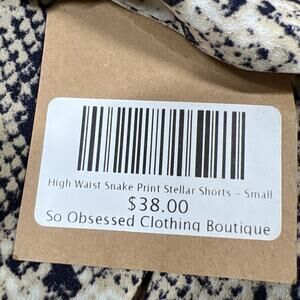 High Waist Snake Print Stellar Shorts – Small
$38.00
So Obsessed Clothing Boutique